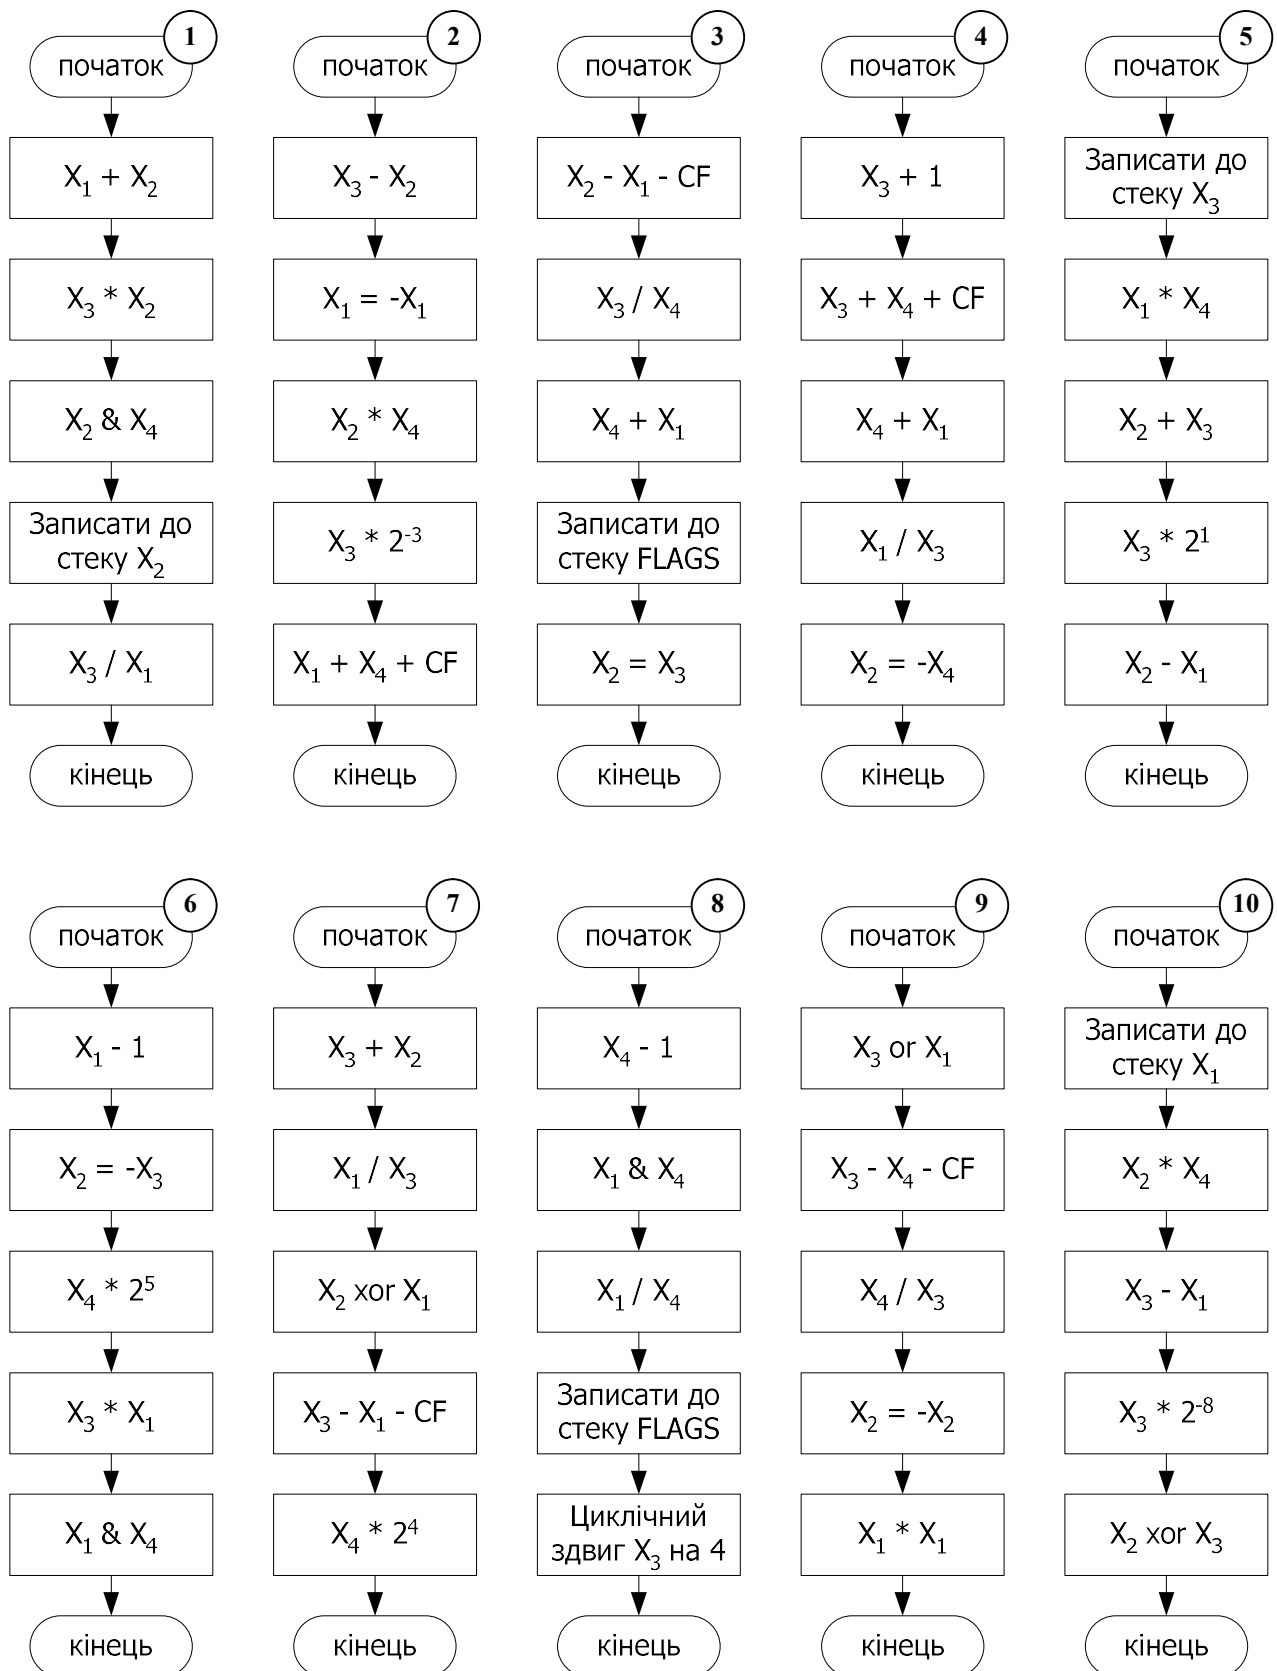 1
початок
X₁ + X₂
X₃ * X₂
X₂ & X₄
Записати до
стеку X₂
X₃ / X₁
кінець
2
початок
X₃ - X₂
X₁ = -X₁
X₂ * X₄
X₃ * 2⁻³
X₁ + X₄ + CF
кінець
3
початок
X₂ - X₁ - CF
X₃ / X₄
X₄ + X₁
Записати до
стеку FLAGS
X₂ = X₃
кінець
4
початок
X₃ + 1
X₃ + X₄ + CF
X₄ + X₁
X₁ / X₃
X₂ = -X₄
кінець
5
початок
Записати до
стеку X₃
X₁ * X₄
X₂ + X₃
X₃ * 2¹
X₂ - X₁
кінець
6
початок
X₁ - 1
X₂ = -X₃
X₄ * 2⁵
X₃ * X₁
X₁ & X₄
кінець
7
початок
X₃ + X₂
X₁ / X₃
X₂ xor X₁
X₃ - X₁ - CF
X₄ * 2⁴
кінець
8
початок
X₄ - 1
X₁ & X₄
X₁ / X₄
Записати до
стеку FLAGS
Циклічний
здвиг X₃ на 4
кінець
9
початок
X₃ or X₁
X₃ - X₄ - CF
X₄ / X₃
X₂ = -X₂
X₁ * X₁
кінець
10
початок
Записати до
стеку X₁
X₂ * X₄
X₃ - X₁
X₃ * 2⁻⁸
X₂ xor X₃
кінець